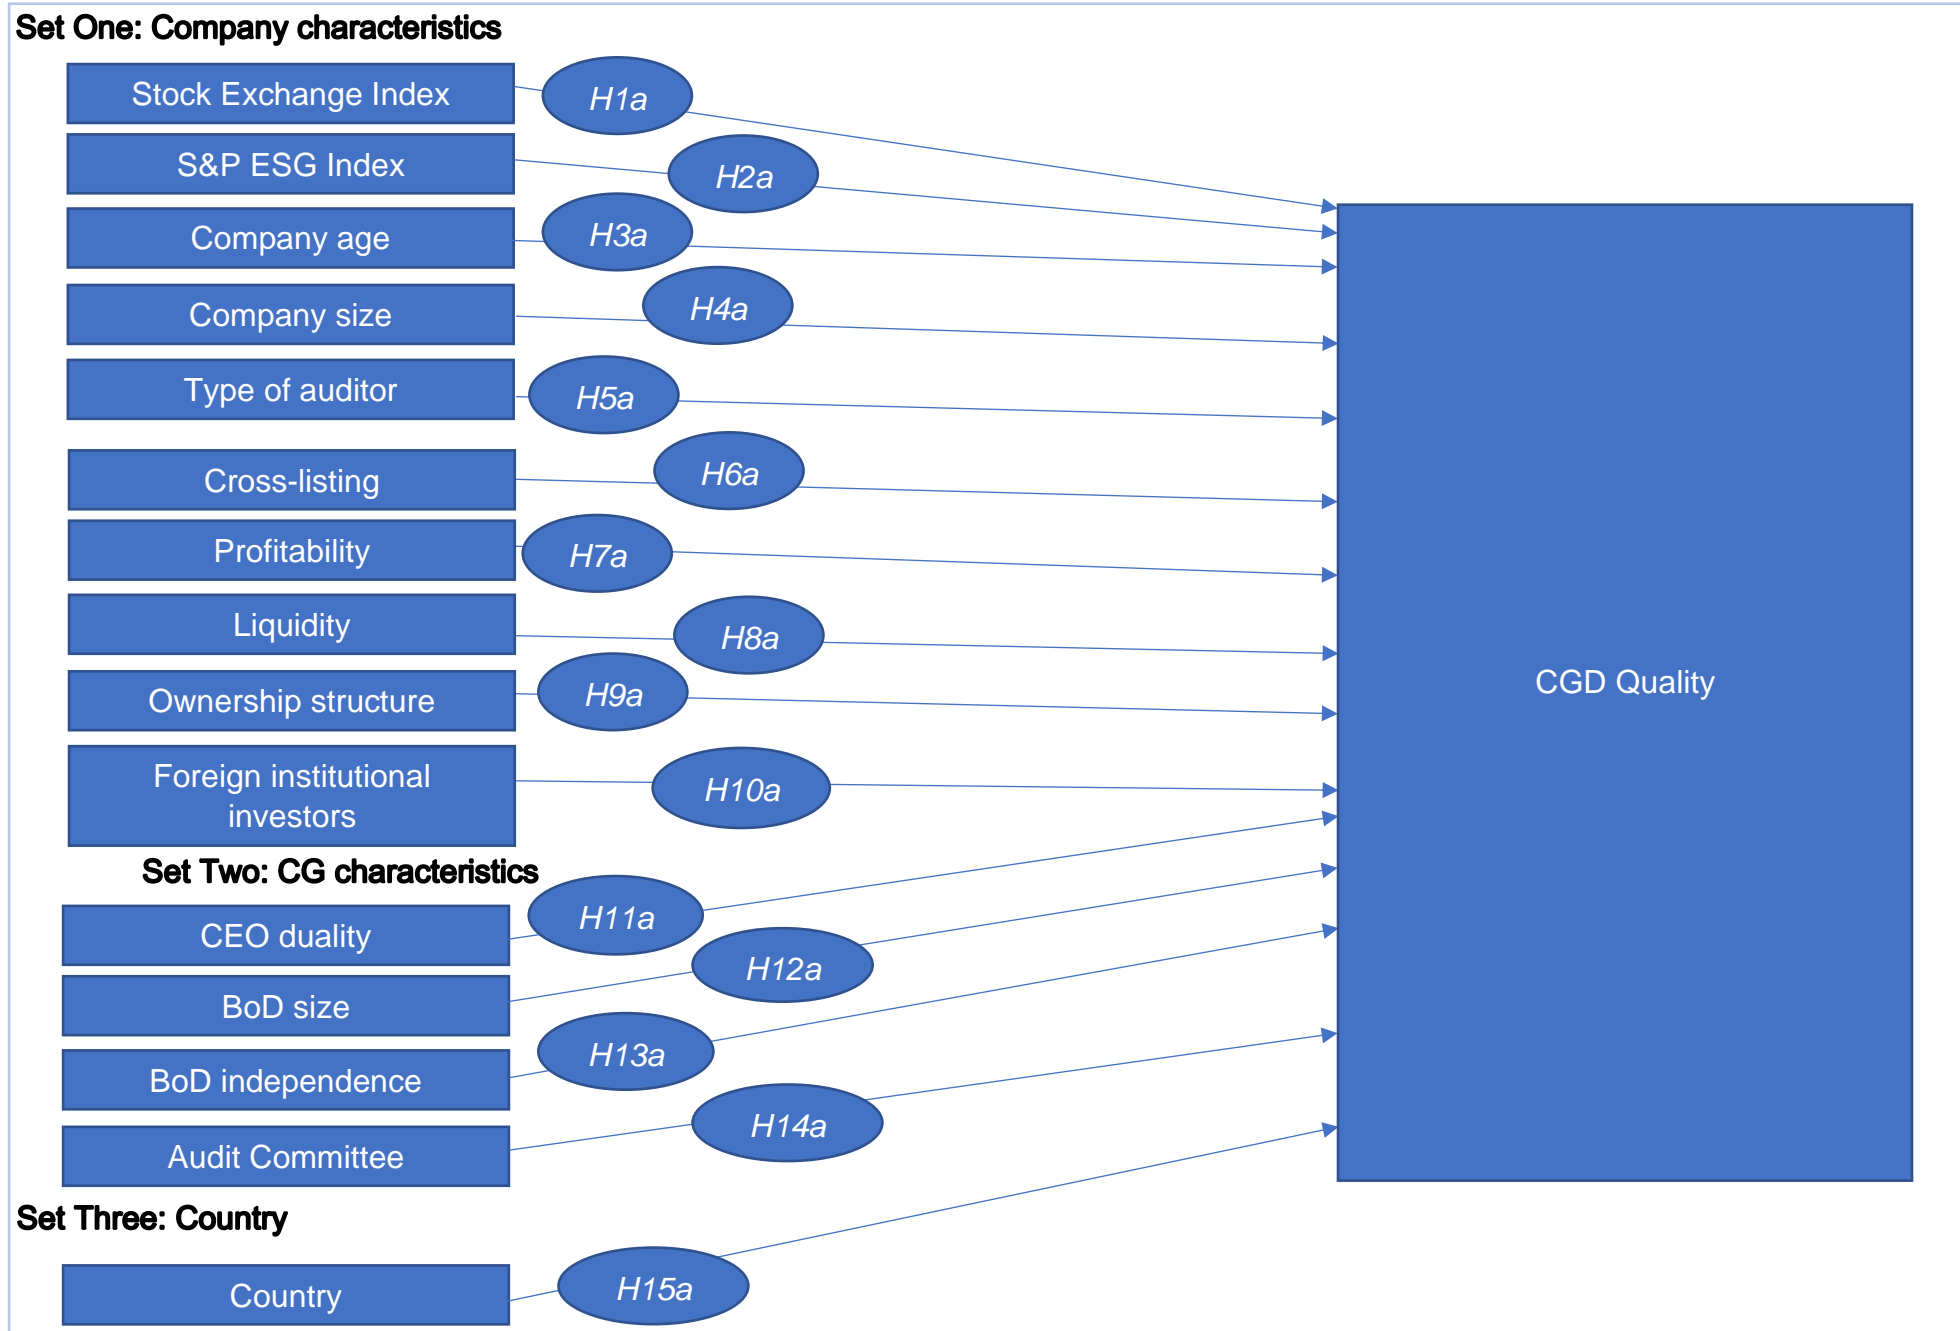 Set One: Company characteristics
Stock Exchange Index
H1a
S&P ESG Index
H2a
Company age
H3a
Company size
H4a
Type of auditor
H5a
Cross-listing
H6a
Profitability
H7a
Liquidity
H8a
Ownership structure
H9a
Foreign institutional
investors
H10a
CGD Quality
Set Two: CG characteristics
CEO duality
H11a
BoD size
H12a
BoD independence
H13a
Audit Committee
H14a
Set Three: Country
Country
H15a